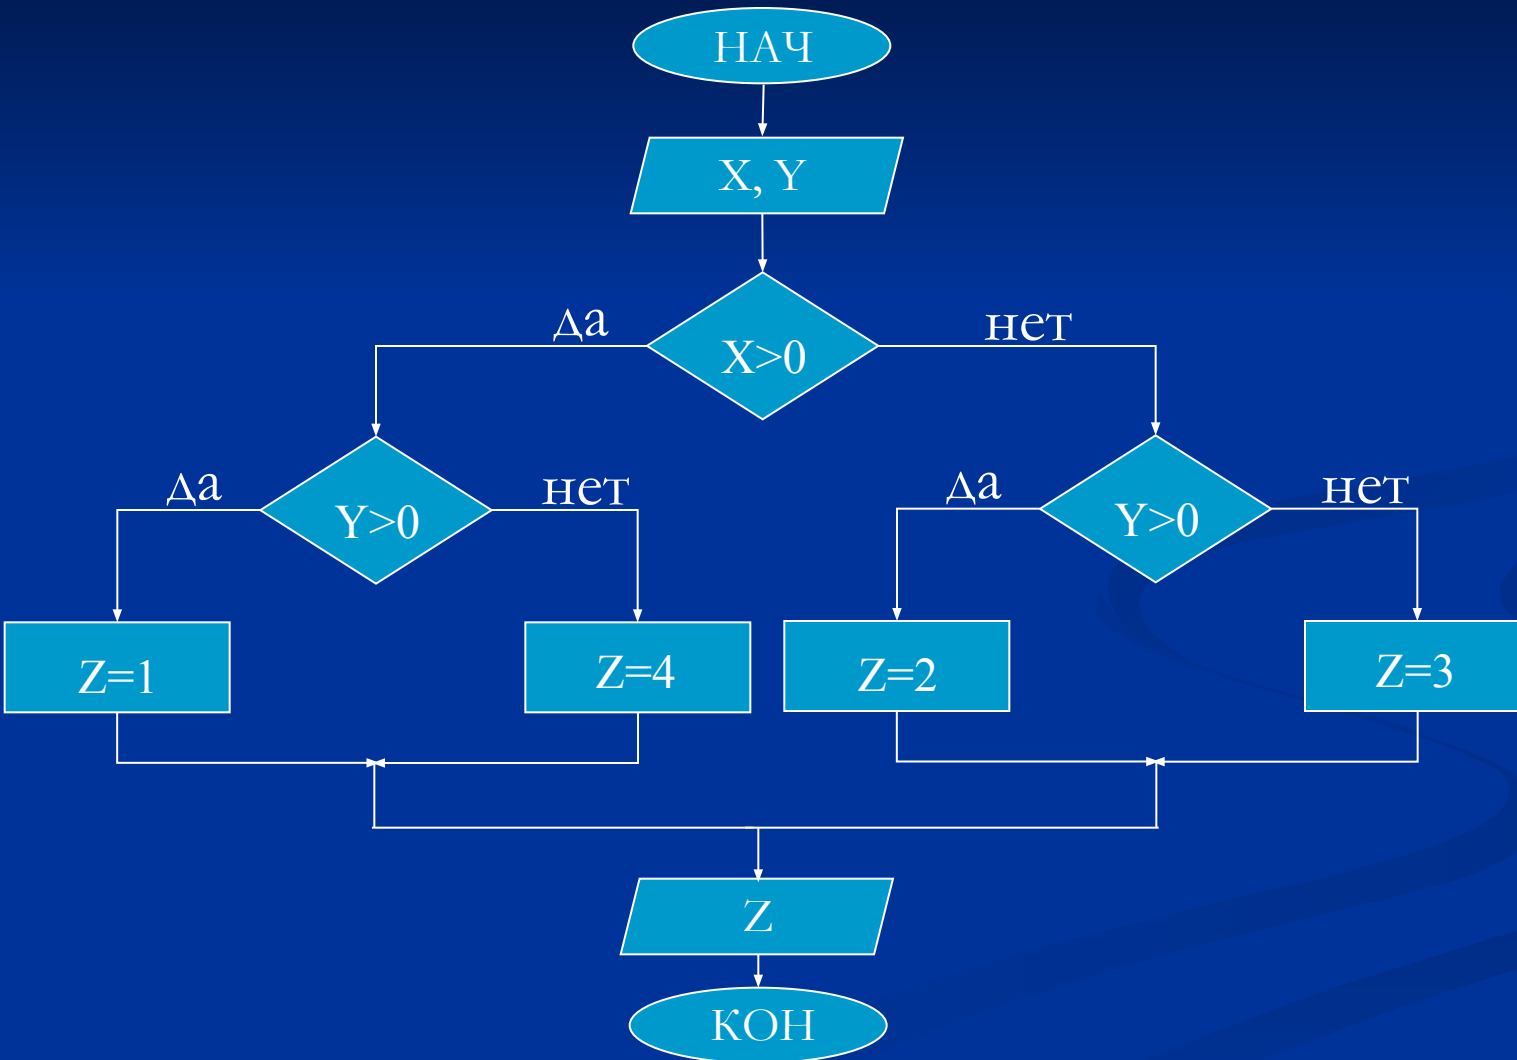 НАЧ
X, Y
да
нет
X>0
да
нет
да
нет
Y>0
Y>0
Z=1
Z=4
Z=2
Z=3
Z
КОН